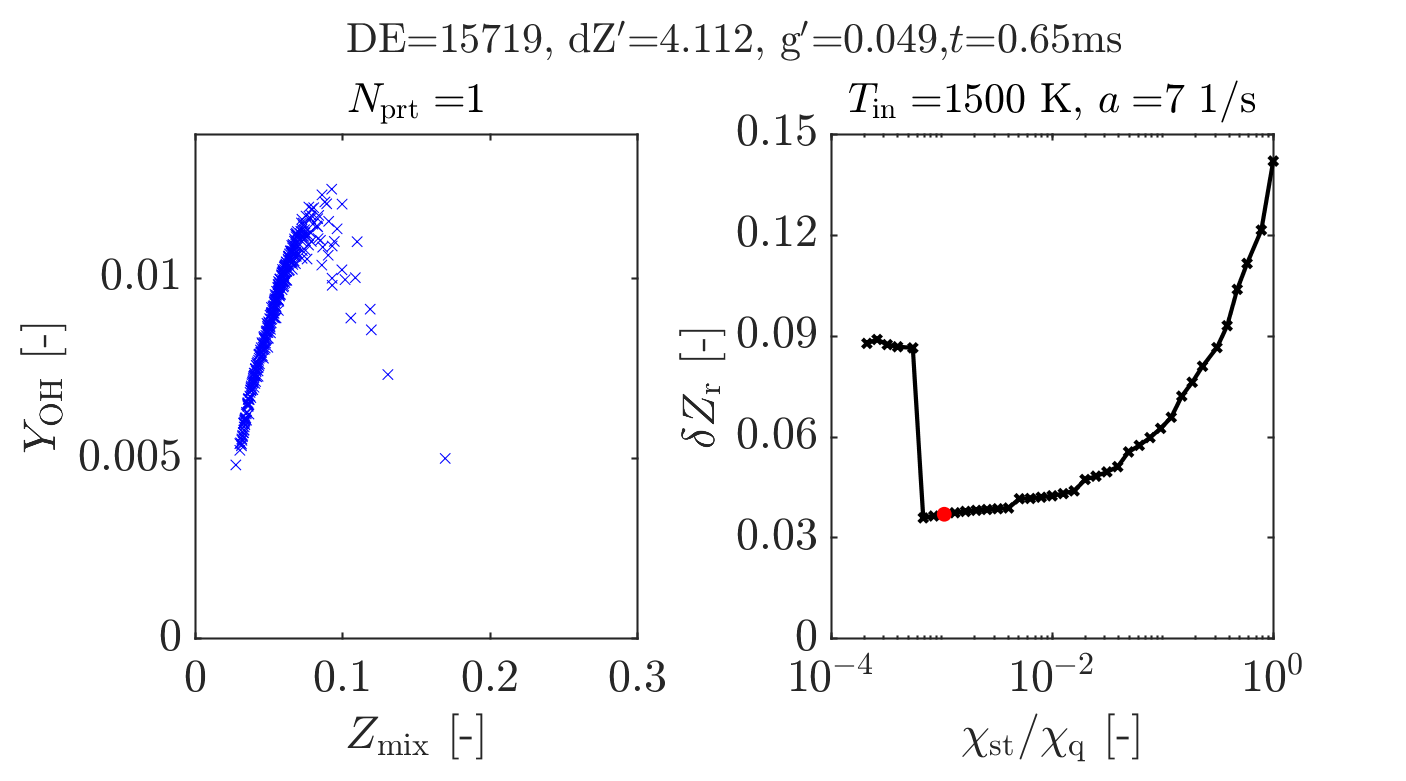 DE=15719, dZ′=4.112, g′=0.049,t=0.65ms
N_prt =1
0.01
0.005
0
0 0.1 0.2 0.3
Y_OH [-]
Z_mix [-]
T_in =1500 K, a =7 1/s
0.15
0.12
0.09
0.06
0.03
0
10^−4 10^−2 10^0
δZ_r [-]
χ_st/χ_q [-]